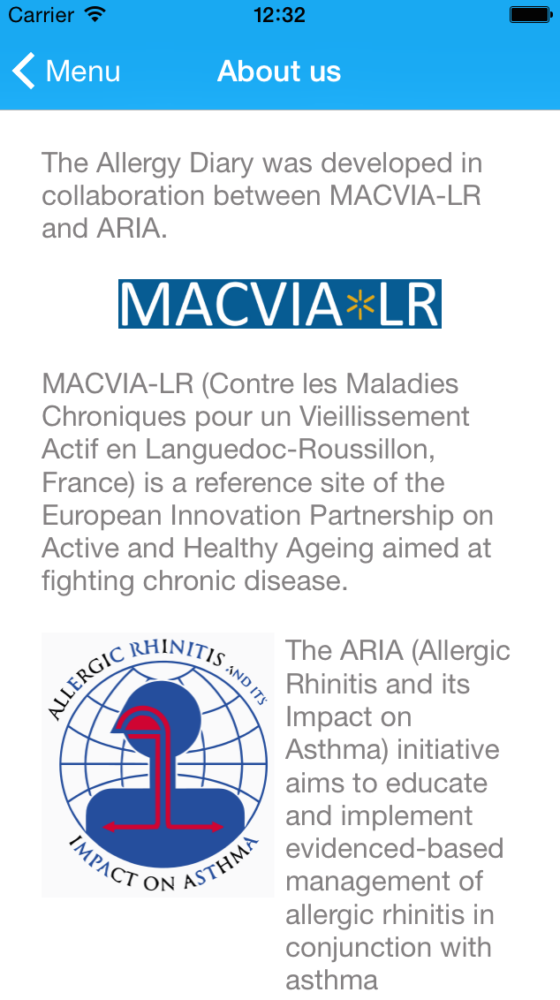 Carrier 12:32
Menu About us
The Allergy Diary was developed in
collaboration between MACVIA-LR
and ARIA.
MACVIA LR
MACVIA-LR (Contre les Maladies
Chroniques pour un Vieillissement
Actif en Languedoc-Roussillon,
France) is a reference site of the
European Innovation Partnership on
Active and Healthy Ageing aimed at
fighting chronic disease.
ALLERGIC RHINITIS AND ITS
IMPACT ON ASTHMA
The ARIA (Allergic
Rhinitis and its
Impact on
Asthma) initiative
aims to educate
and implement
evidenced-based
management of
allergic rhinitis in
conjunction with
asthma